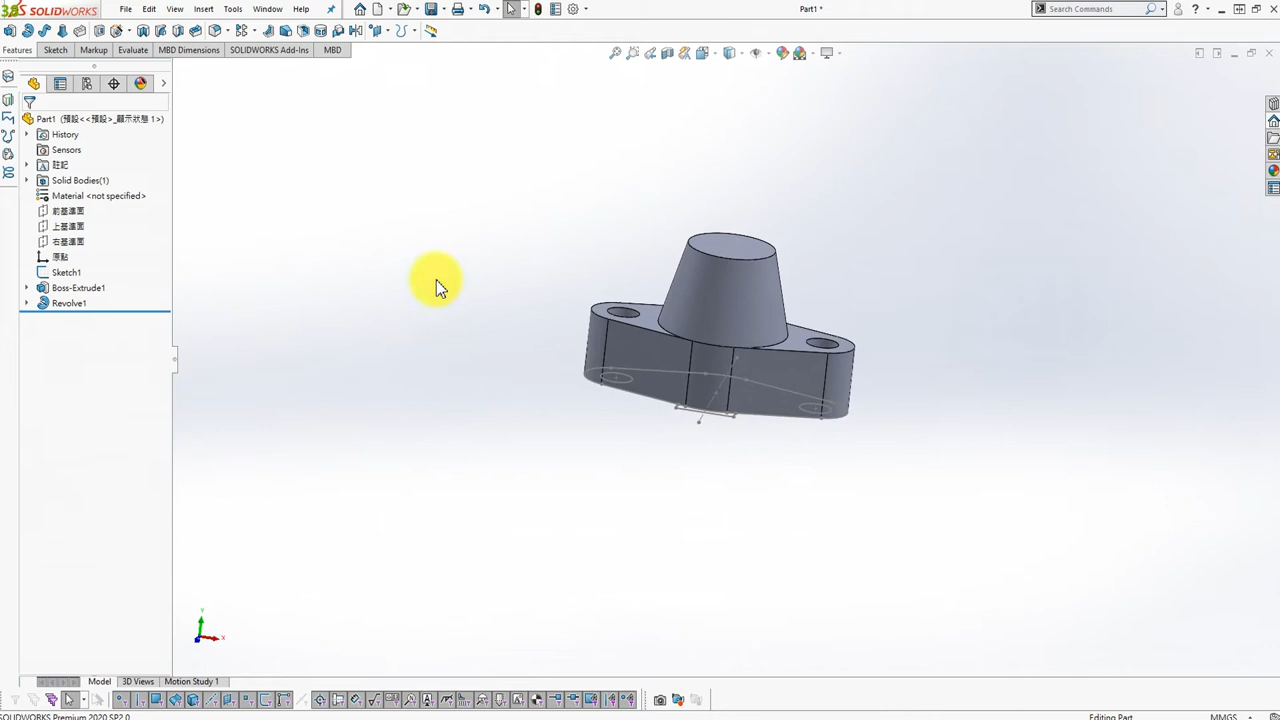 SOLIDWORKS
File Edit View Insert Tools Window Help
Part1 *
Search Commands
Features Sketch Markup Evaluate MBD Dimensions SOLIDWORKS Add-Ins MBD
Part1 (預設<<預設>_顯示狀態 1>)
History
Sensors
註記
Solid Bodies(1)
Material <not specified>
前基準面
上基準面
右基準面
原點
Sketch1
Boss-Extrude1
Revolve1
Y
X
Model 3D Views Motion Study 1
SOLIDWORKS Premium 2020 SP2.0
Editing Part
MMGS